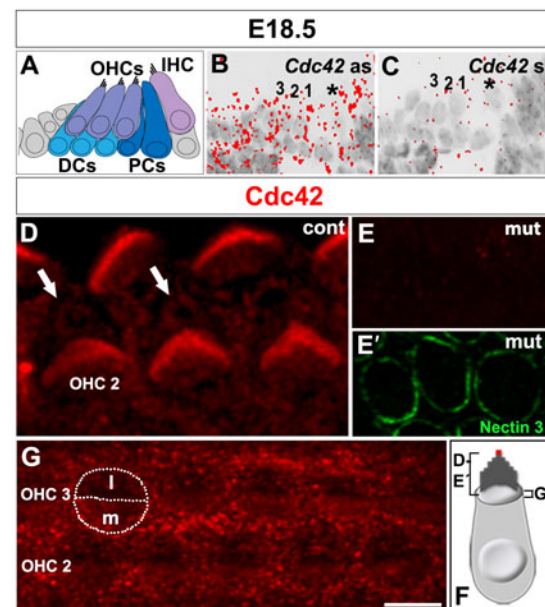 E18.5
A
OHCs
IHC
DCs
PCs
B
Cdc42 as
3 2 1 *
C
Cdc42 s
3 2 1 *
Cdc42
D
cont
OHC 2
E
mut
E′
mut
Nectin 3
G
OHC 3
l
m
OHC 2
D
E′
G
F